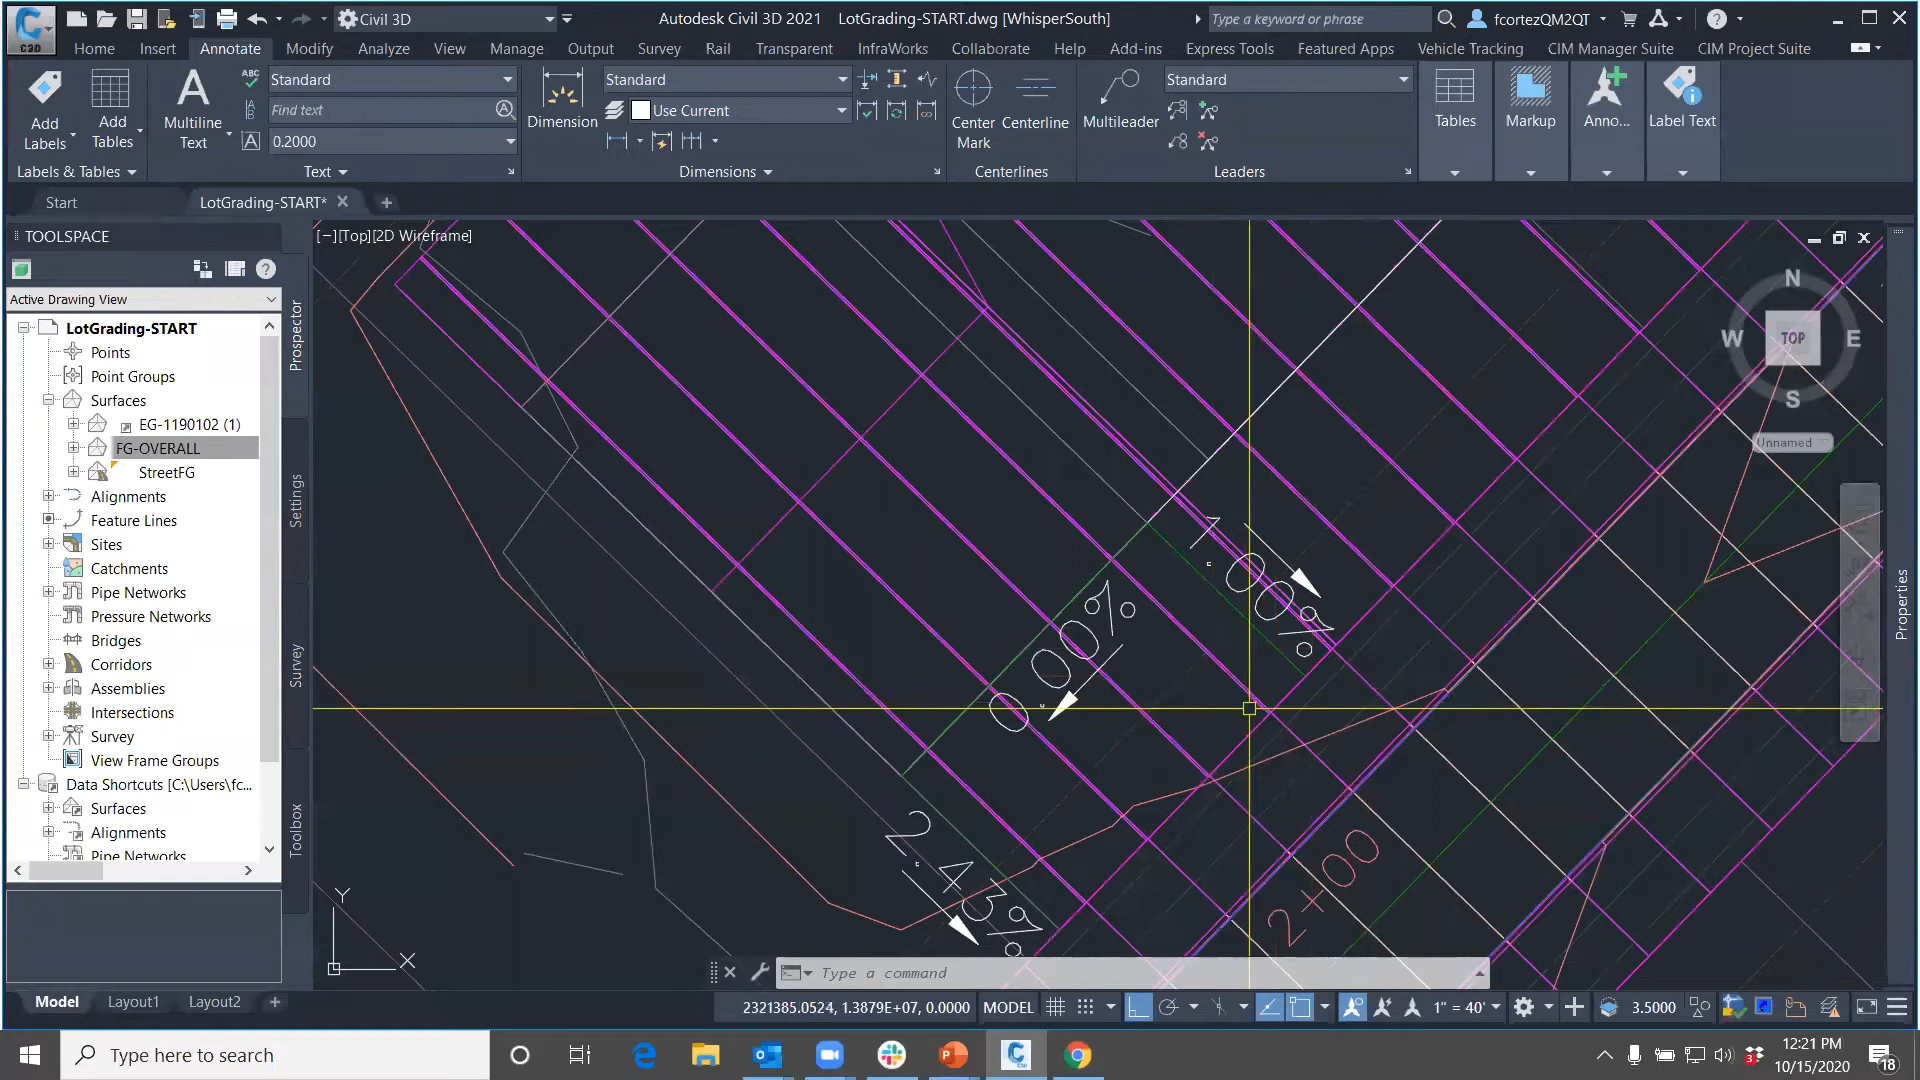 CAD
Civil 3D
Autodesk Civil 3D 2021 LotGrading-START.dwg [WhisperSouth]
Type a keyword or phrase
fcortezQM2QT
Home Insert Annotate Modify Analyze View Manage Output Survey Rail Transparent InfraWorks Collaborate Help Add-ins Express Tools Featured Apps Vehicle Tracking CIM Manager Suite CIM Project Suite
Add Labels
Add Tables
Labels & Tables
Multiline Text
ABC
Standard
Find text
0.2000
Text
Dimension
Standard
Use Current
Dimensions
Center Mark
Centerline
Centerlines
Multileader
Standard
Leaders
Tables
Markup
Anno...
Label Text
Start
LotGrading-START*
TOOLSPACE
Active Drawing View
LotGrading-START
Points
Point Groups
Surfaces
EG-1190102 (1)
FG-OVERALL
StreetFG
Alignments
Feature Lines
Sites
Catchments
Pipe Networks
Pressure Networks
Bridges
Corridors
Assemblies
Intersections
Survey
View Frame Groups
Data Shortcuts [C:\Users\fc...
Surfaces
Alignments
Pipe Networks
Prospector
Settings
Survey
Toolbox
[−][Top][2D Wireframe]
N
W TOP E
S
Unnamed
Properties
1.00%
0.00%
2.43%
2+00
Y
X
Type a command
Model Layout1 Layout2
2321385.0524, 1.3879E+07, 0.0000 MODEL
1" = 40'
3.5000
Type here to search
12:21 PM
10/15/2020
3
18